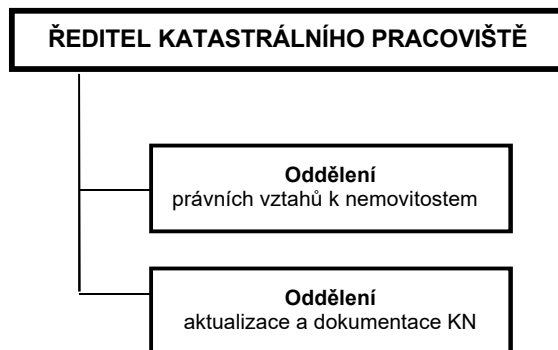 ŘEDITEL KATASTRÁLNÍHO PRACOVIŠTĚ
Oddělení
právních vztahů k nemovitostem
Oddělení
aktualizace a dokumentace KN